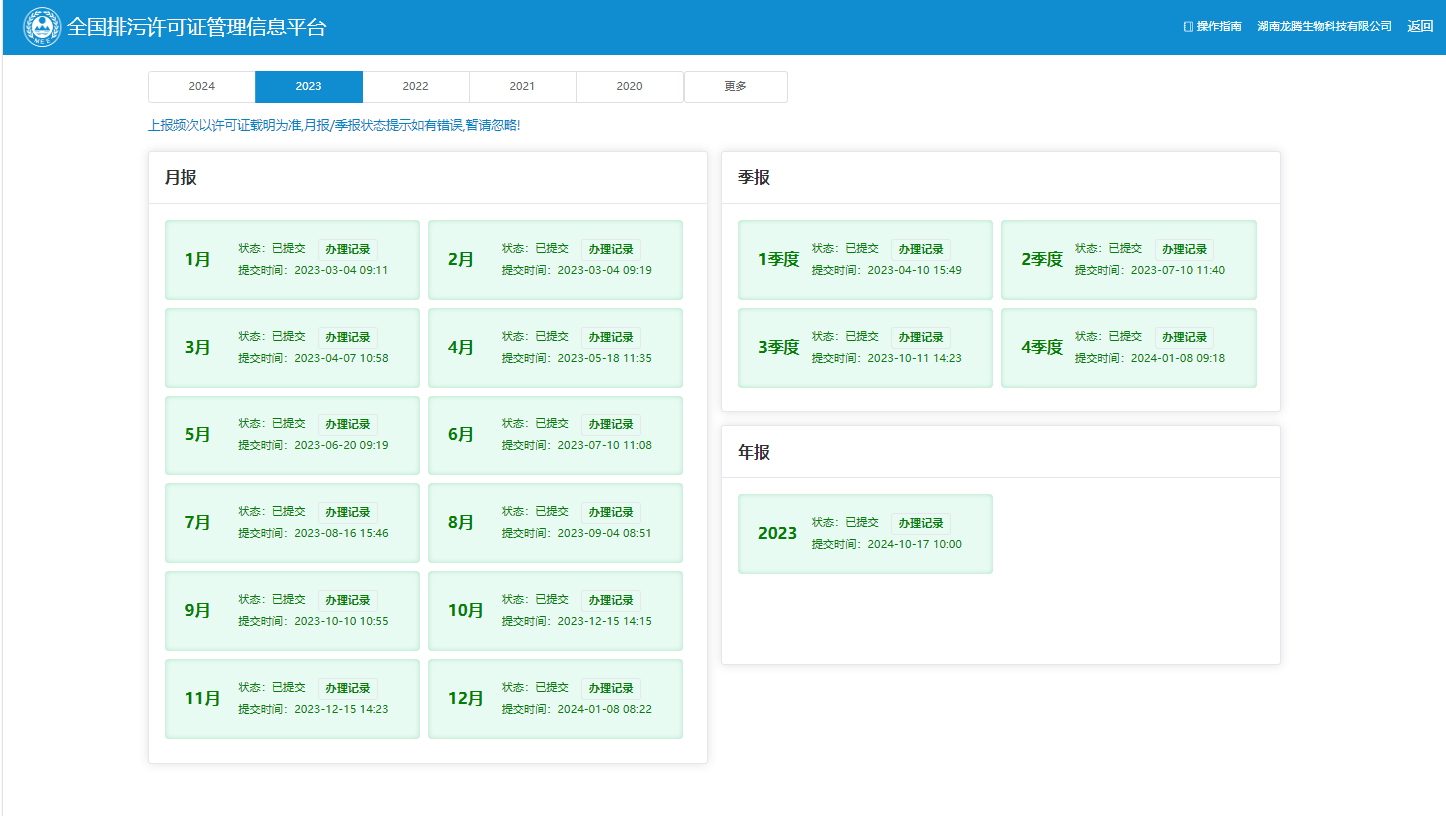 全国排污许可证管理信息平台
操作指南 湖南龙腾生物科技有限公司 返回
2024 2023 2022 2021 2020 更多
上报频次以许可证载明为准,月报/季报状态提示如有错误,暂请忽略!
月报
1月
状态：已提交 办理记录
提交时间：2023-03-04 09:11
2月
状态：已提交 办理记录
提交时间：2023-03-04 09:19
3月
状态：已提交 办理记录
提交时间：2023-04-07 10:58
4月
状态：已提交 办理记录
提交时间：2023-05-18 11:35
5月
状态：已提交 办理记录
提交时间：2023-06-20 09:19
6月
状态：已提交 办理记录
提交时间：2023-07-10 11:08
7月
状态：已提交 办理记录
提交时间：2023-08-16 15:46
8月
状态：已提交 办理记录
提交时间：2023-09-04 08:51
9月
状态：已提交 办理记录
提交时间：2023-10-10 10:55
10月
状态：已提交 办理记录
提交时间：2023-12-15 14:15
11月
状态：已提交 办理记录
提交时间：2023-12-15 14:23
12月
状态：已提交 办理记录
提交时间：2024-01-08 08:22
季报
1季度
状态：已提交 办理记录
提交时间：2023-04-10 15:49
2季度
状态：已提交 办理记录
提交时间：2023-07-10 11:40
3季度
状态：已提交 办理记录
提交时间：2023-10-11 14:23
4季度
状态：已提交 办理记录
提交时间：2024-01-08 09:18
年报
2023
状态：已提交 办理记录
提交时间：2024-10-17 10:00